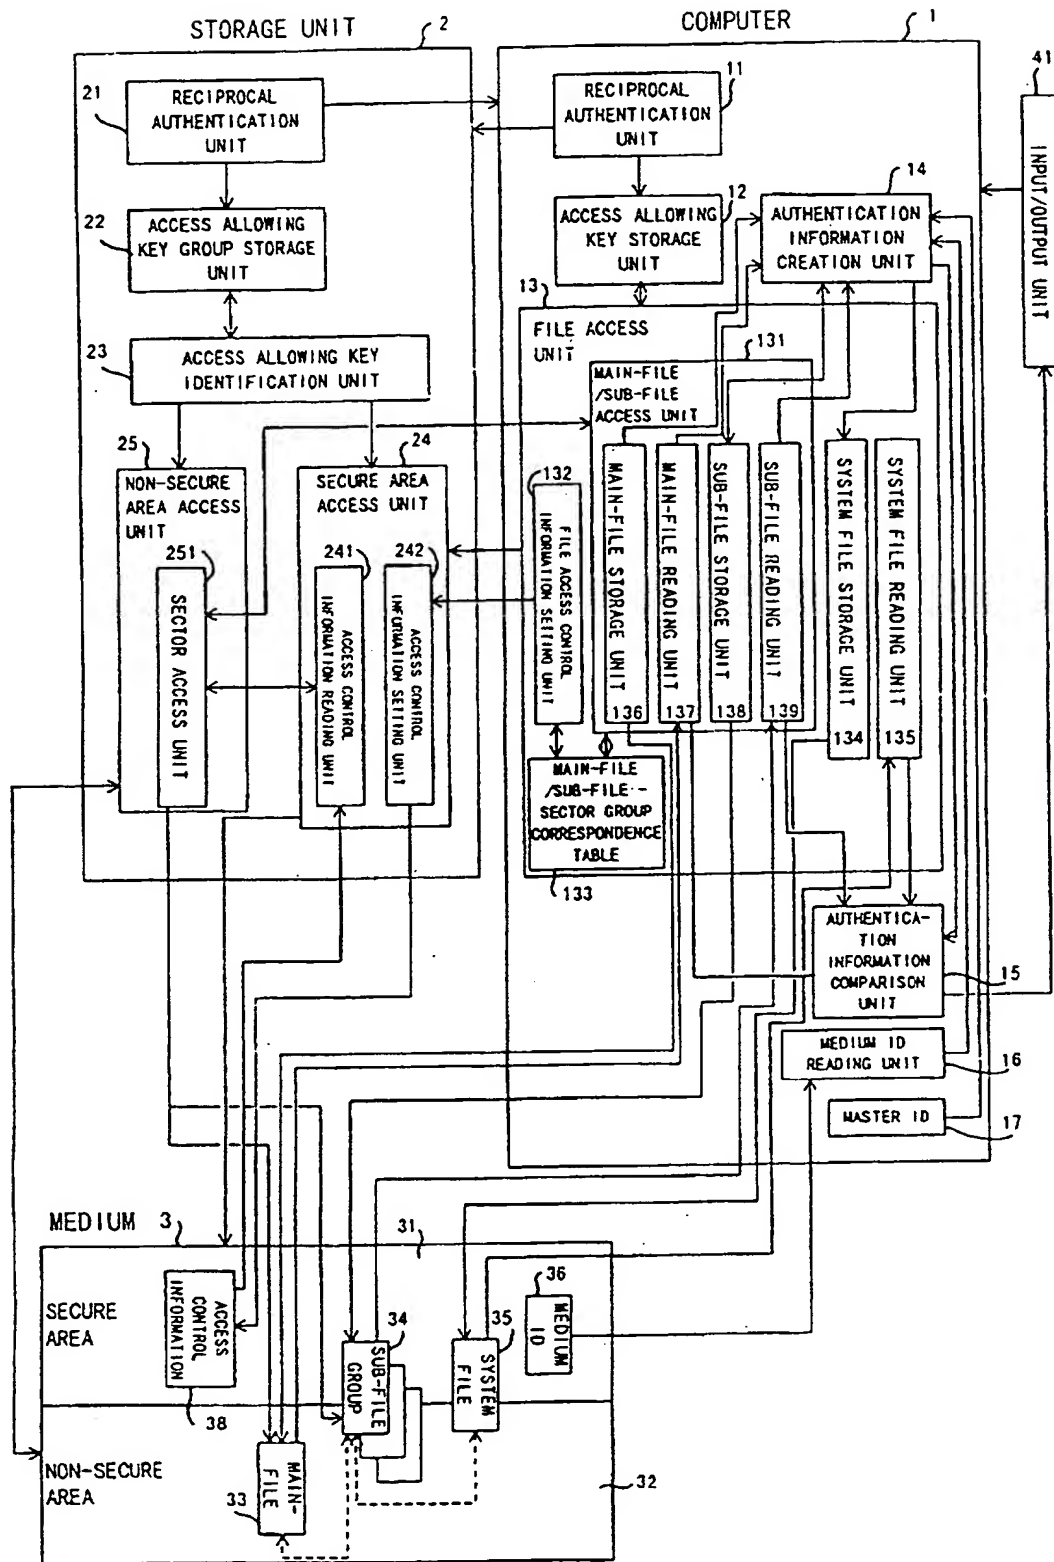 STORAGE UNIT
2
COMPUTER
1
41
INPUT/OUTPUT UNIT
21
RECIPROCAL
AUTHENTICATION
UNIT
11
RECIPROCAL
AUTHENTICATION
UNIT
22
ACCESS ALLOWING
KEY GROUP STORAGE
UNIT
12
ACCESS ALLOWING
KEY STORAGE
UNIT
14
AUTHENTICATION
INFORMATION
CREATION UNIT
23
ACCESS ALLOWING KEY
IDENTIFICATION UNIT
13
FILE ACCESS
UNIT
131
MAIN-FILE
/SUB-FILE
ACCESS UNIT
25
NON-SECURE
AREA ACCESS
UNIT
251
SECTOR ACCESS UNIT
24
SECURE AREA
ACCESS UNIT
241
ACCESS CONTROL
INFORMATION READING UNIT
242
ACCESS CONTROL
INFORMATION SETTING UNIT
132
FILE ACCESS CONTROL
INFORMATION SETTING UNIT
MAIN-FILE STORAGE UNIT
136
MAIN-FILE READING UNIT
137
SUB-FILE STORAGE UNIT
138
SUB-FILE READING UNIT
139
SYSTEM FILE STORAGE UNIT
134
SYSTEM FILE READING UNIT
135
MAIN-FILE
/SUB-FILE-
SECTOR GROUP
CORRESPONDENCE
TABLE
133
AUTHENTICA-
TION
INFORMATION
COMPARISON
UNIT
15
MEDIUM ID
READING UNIT
16
MASTER ID
17
MEDIUM 3
31
SECURE
AREA
ACCESS
CONTROL
INFORMATION
38
34
SUB-FILE
GROUP
35
SYSTEM
FILE
36
MEDIUM
ID
NON-SECURE
AREA
33
MAIN-
FILE
32